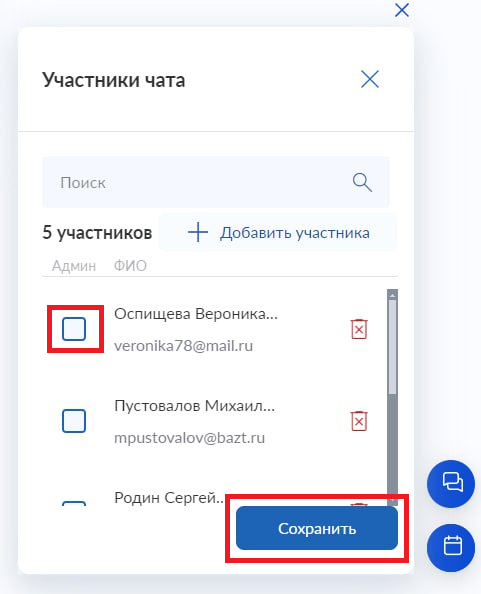 Участники чата
Поиск
5 участников Добавить участника
Админ ФИО
Оспищева Вероника...
veronika78@mail.ru
Пустовалов Михаил...
mpustovalov@bazt.ru
Родин Сергей...
Сохранить